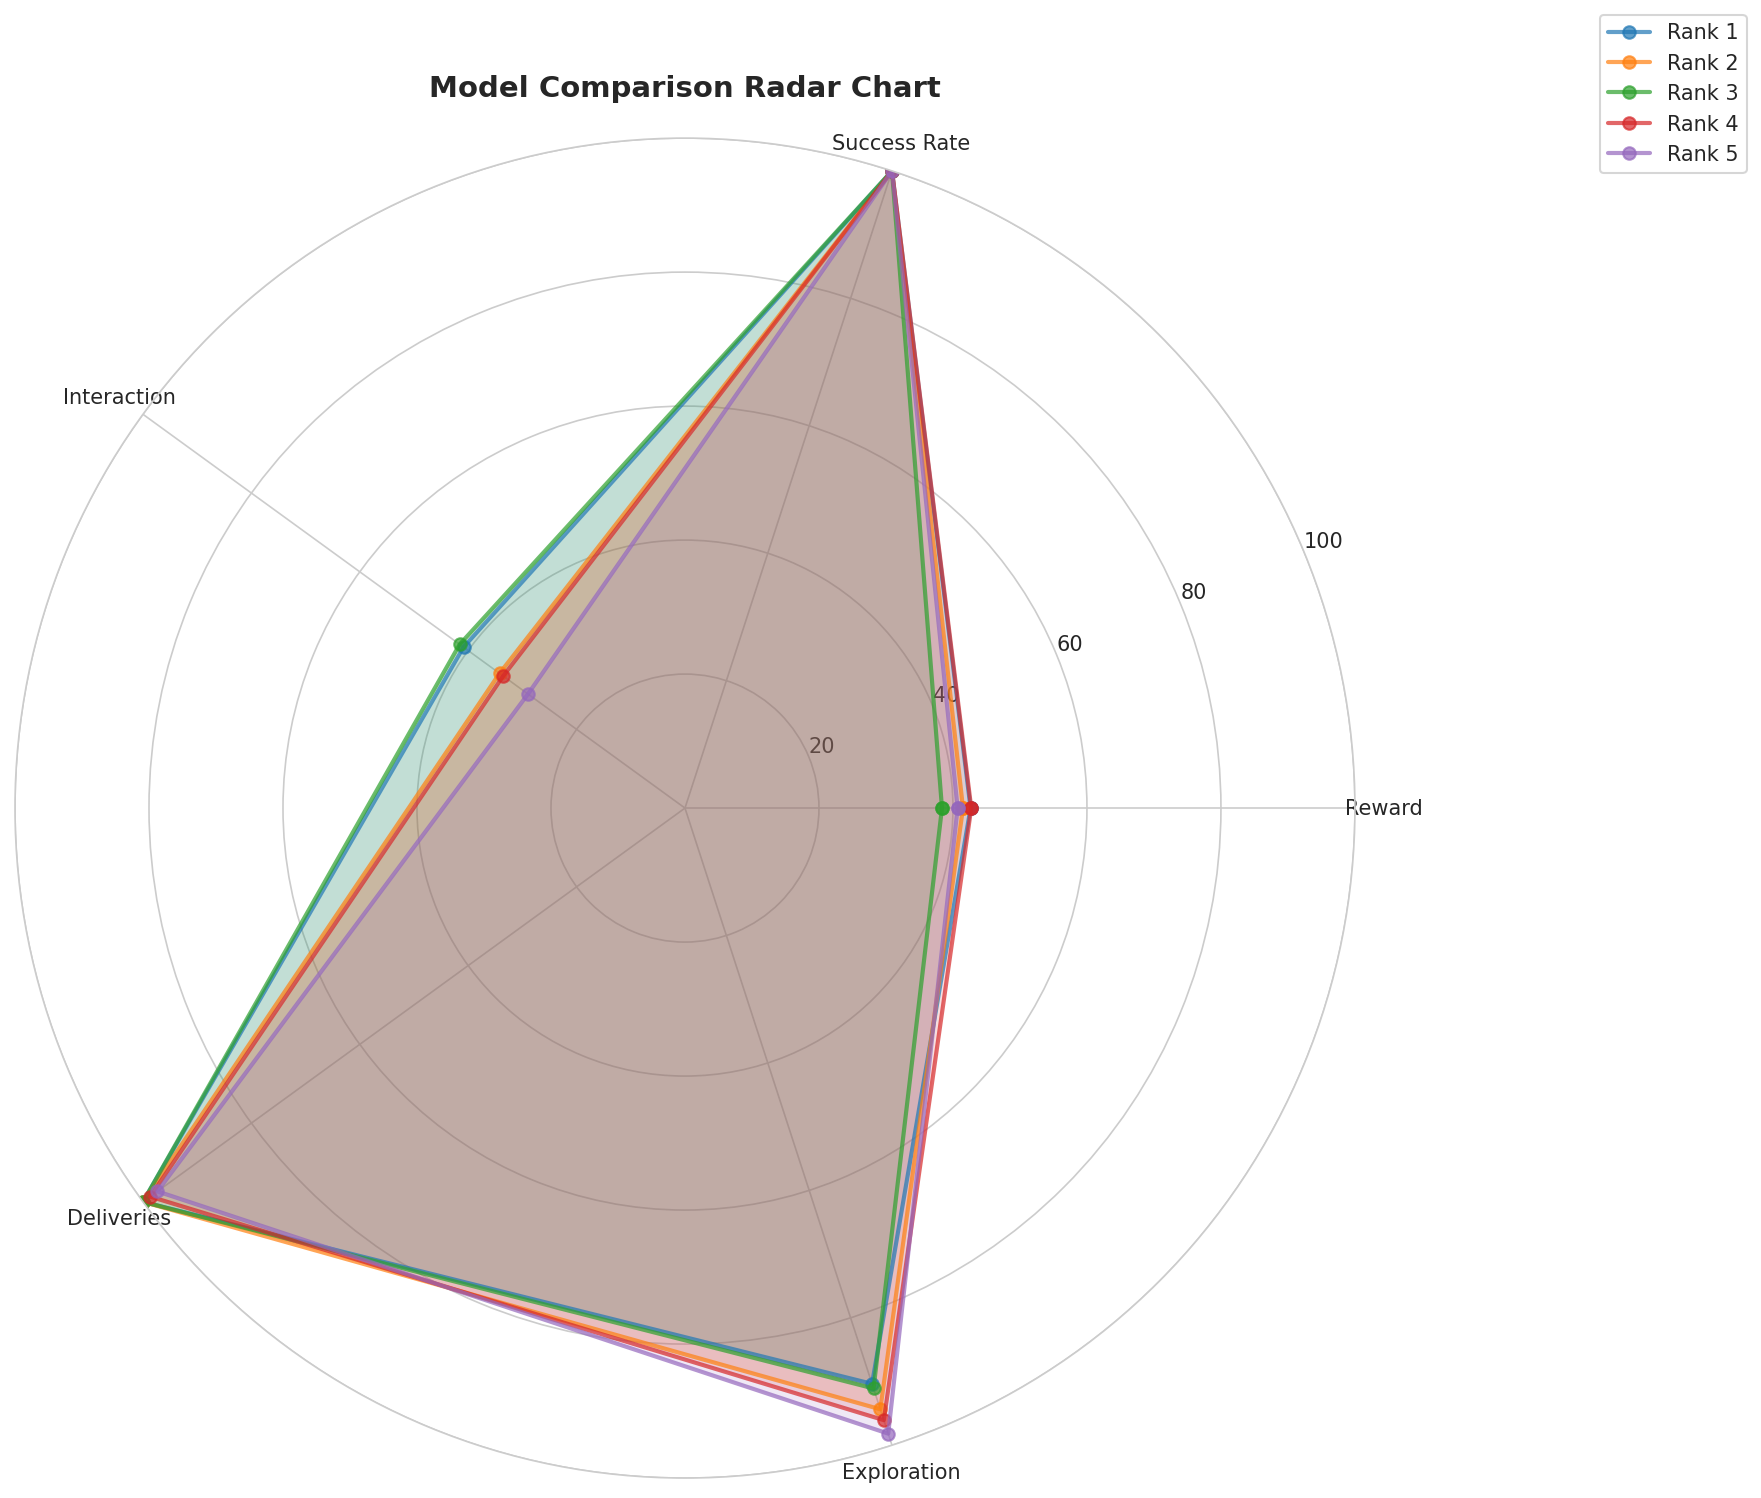 Rank 1
Rank 2
Rank 3
Rank 4
Rank 5
Model Comparison Radar Chart
Success Rate
Interaction
100
80
60
40
20
Reward
Deliveries
Exploration